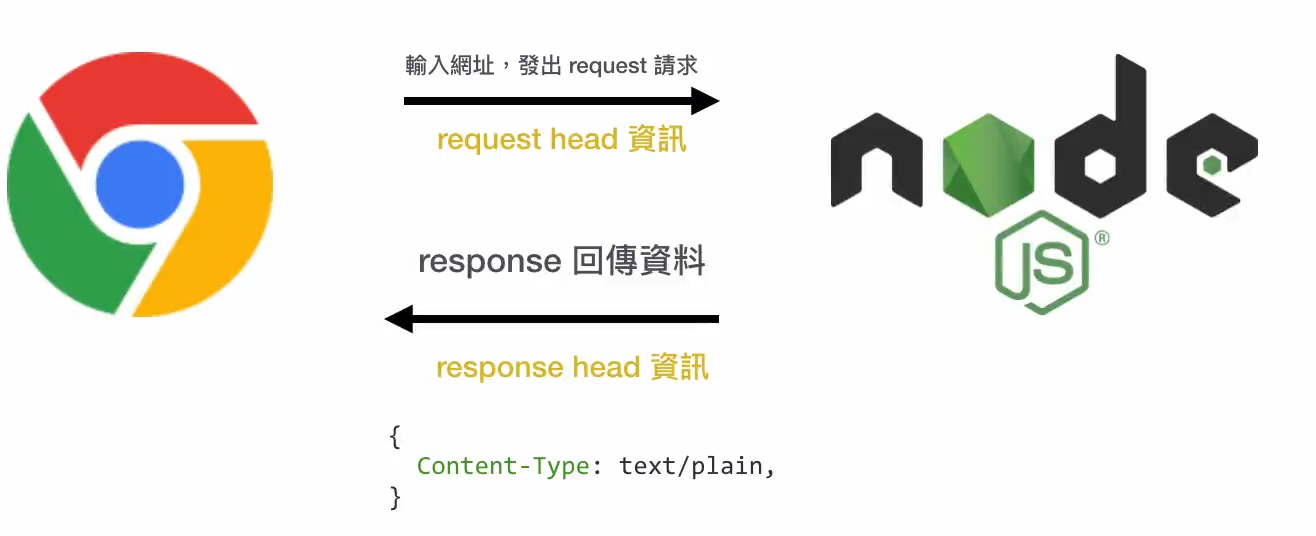 輸入網址，發出 request 請求
request head 資訊
node
JS®
response 回傳資料
response head 資訊
{
Content-Type: text/plain,
}